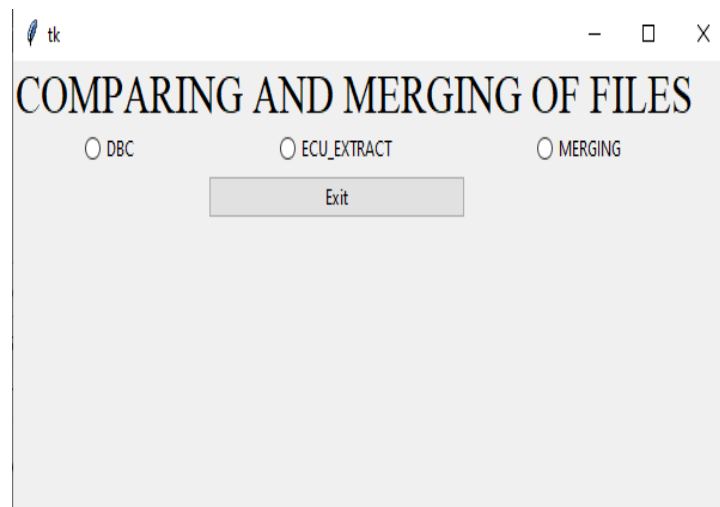 tk
COMPARING AND MERGING OF FILES
DBC ECU_EXTRACT MERGING
Exit